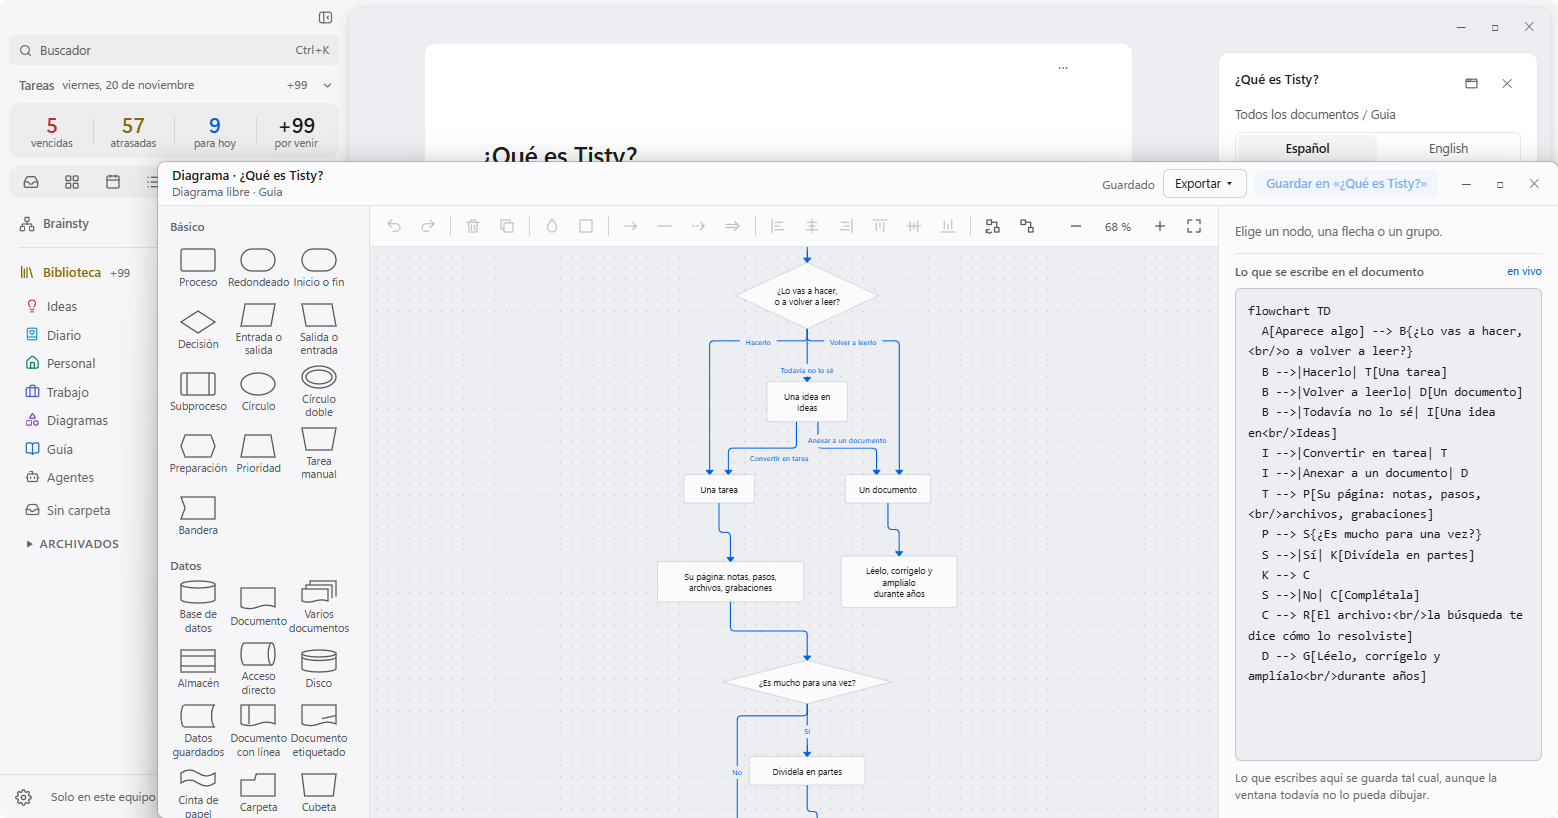 Buscador
Ctrl+K
Tareas viernes, 20 de noviembre
+99
5
57
9
+99
vencidas
atrasadas
para hoy
por venir
Brainsty
Biblioteca +99
Ideas
Diario
Personal
Trabajo
Diagramas
Guía
Agentes
Sin carpeta
ARCHIVADOS
Solo en este equipo
...
¿Qué es Tisty?
¿Qué es Tisty?
Todos los documentos / Guía
Español
English
Diagrama · ¿Qué es Tisty?
Diagrama libre · Guía
Guardado
Exportar
Guardar en «¿Qué es Tisty?»
Básico
Proceso
Redondeado
Inicio o fin
Decisión
Entrada o
salida
Salida o
entrada
Subproceso
Círculo
Círculo
doble
Preparación
Prioridad
Tarea
manual
Bandera
Datos
Base de
datos
Documento
Varios
documentos
Almacén
Acceso
directo
Disco
Datos
guardados
Documento
con línea
Documento
etiquetado
Cinta de
papel
Carpeta
Cubeta
68 %
¿Lo vas a hacer,
o a volver a leer?
Hacerlo
Volver a leerlo
Todavía no lo sé
Una idea en
Ideas
Anexar a un documento
Convertir en tarea
Una tarea
Un documento
Su página: notas, pasos,
archivos, grabaciones
Léelo, corrígelo y
amplíalo
durante años
¿Es mucho para una vez?
Sí
No
Divídela en partes
Elige un nodo, una flecha o un grupo.
Lo que se escribe en el documento
en vivo
flowchart TD
A[Aparece algo] --> B{¿Lo vas a hacer,
<br/>o a volver a leer?}
B -->|Hacerlo| T[Una tarea]
B -->|Volver a leerlo| D[Un documento]
B -->|Todavía no lo sé| I[Una idea
en<br/>Ideas]
I -->|Convertir en tarea| T
I -->|Anexar a un documento| D
T --> P[Su página: notas, pasos,
<br/>archivos, grabaciones]
P --> S{¿Es mucho para una vez?}
S -->|Sí| K[Divídela en partes]
K --> C
S -->|No| C[Complétala]
C --> R[El archivo:<br/>la búsqueda te
dice cómo lo resolviste]
D --> G[Léelo, corrígelo y
amplíalo<br/>durante años]
Lo que escribes aquí se guarda tal cual, aunque la
ventana todavía no lo pueda dibujar.